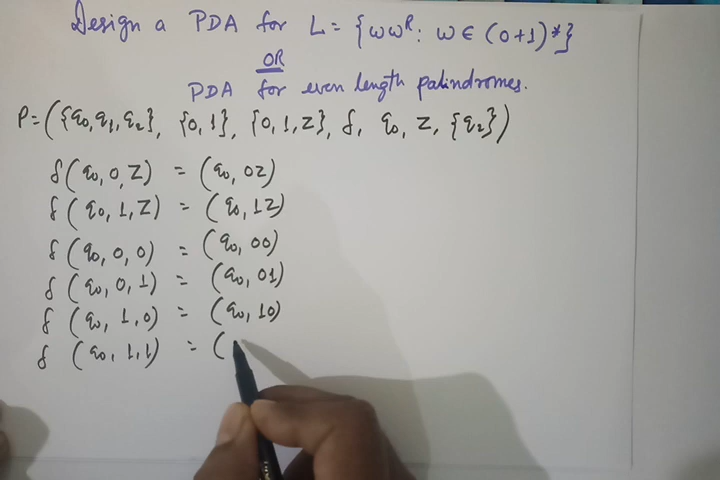 Design a PDA for L = {ωω^R : ω ∈ (0+1)*}
OR
PDA for even length palindromes.
P = ({q₀, q₁, q₂}, {0, 1}, {0, 1, Z}, δ, q₀, Z, {q₂})
δ(q₀, 0, Z) = (q₀, 0Z)
δ(q₀, 1, Z) = (q₀, 1Z)
δ(q₀, 0, 0) = (q₀, 00)
δ(q₀, 0, 1) = (q₀, 01)
δ(q₀, 1, 0) = (q₀, 10)
δ(q₀, 1, 1) = (